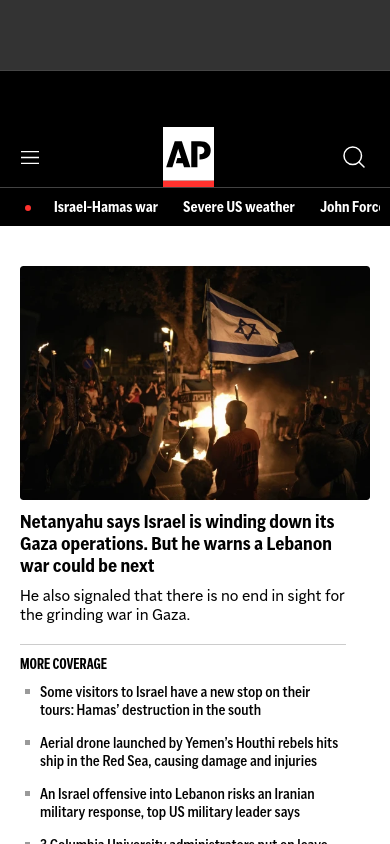 AP
Israel-Hamas war
Severe US weather
John Forc
Netanyahu says Israel is winding down its
Gaza operations. But he warns a Lebanon
war could be next
He also signaled that there is no end in sight for
the grinding war in Gaza.
MORE COVERAGE
Some visitors to Israel have a new stop on their
tours: Hamas’ destruction in the south
Aerial drone launched by Yemen’s Houthi rebels hits
ship in the Red Sea, causing damage and injuries
An Israel offensive into Lebanon risks an Iranian
military response, top US military leader says
3 Columbia University administrators put on leave